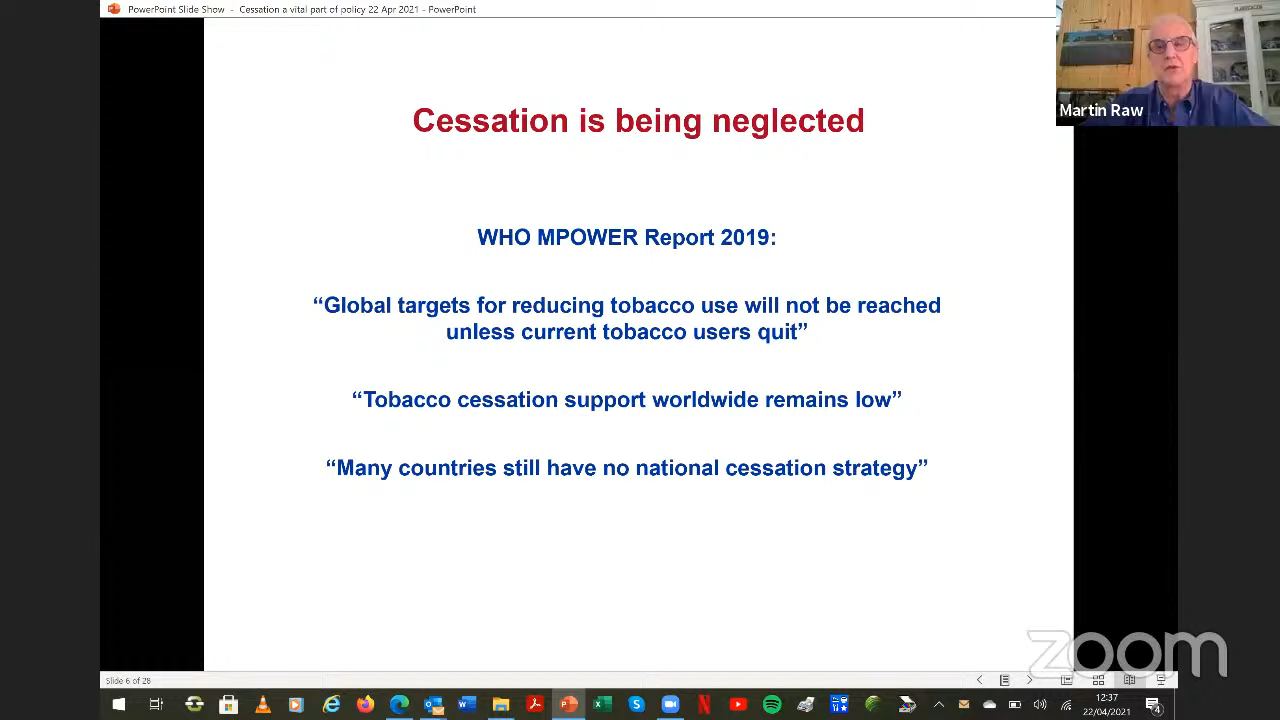 PowerPoint Slide Show - Cessation a vital part of policy 22 Apr 2021 - PowerPoint
Martin Raw
Cessation is being neglected
WHO MPOWER Report 2019:
“Global targets for reducing tobacco use will not be reached
unless current tobacco users quit”
“Tobacco cessation support worldwide remains low”
“Many countries still have no national cessation strategy”
zoom
Slide 6 of 28
12:37
22/04/2021
4